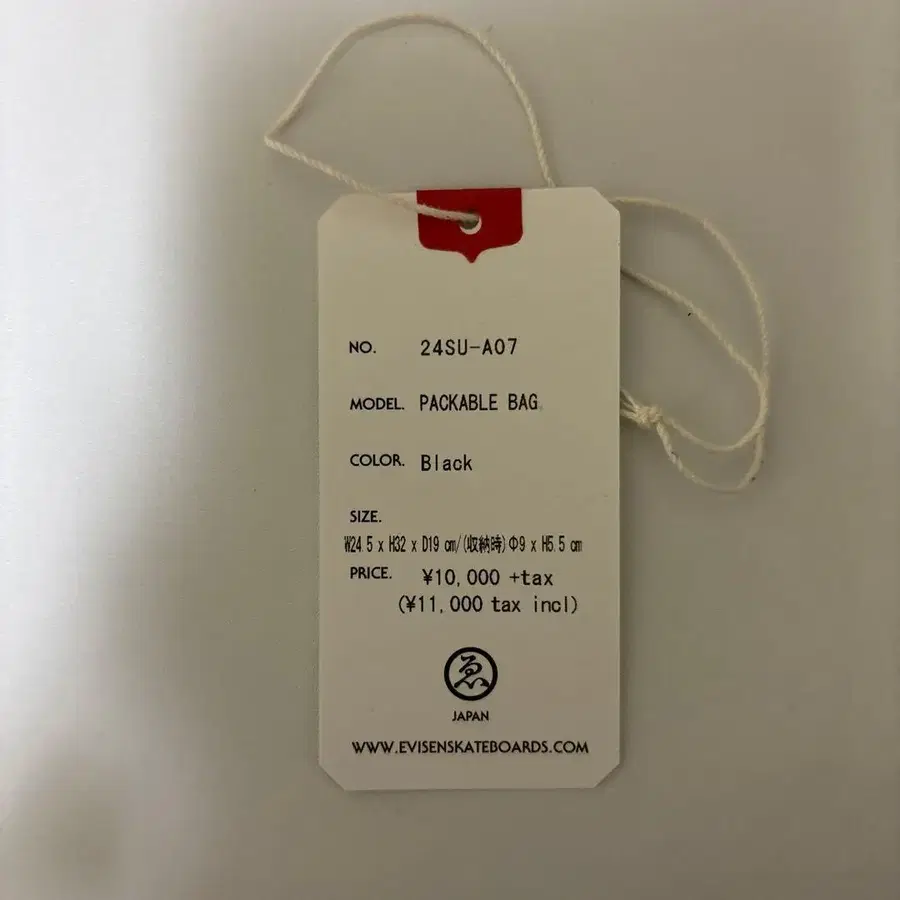 NO. 24SU-A07
MODEL. PACKABLE BAG
COLOR. Black
SIZE.
W24.5 x H32 x D19 cm/(収納時)Φ9 x H5.5 cm
PRICE. ¥10,000 +tax
(¥11,000 tax incl)
ゑ
JAPAN
WWW.EVISENSKATEBOARDS.COM